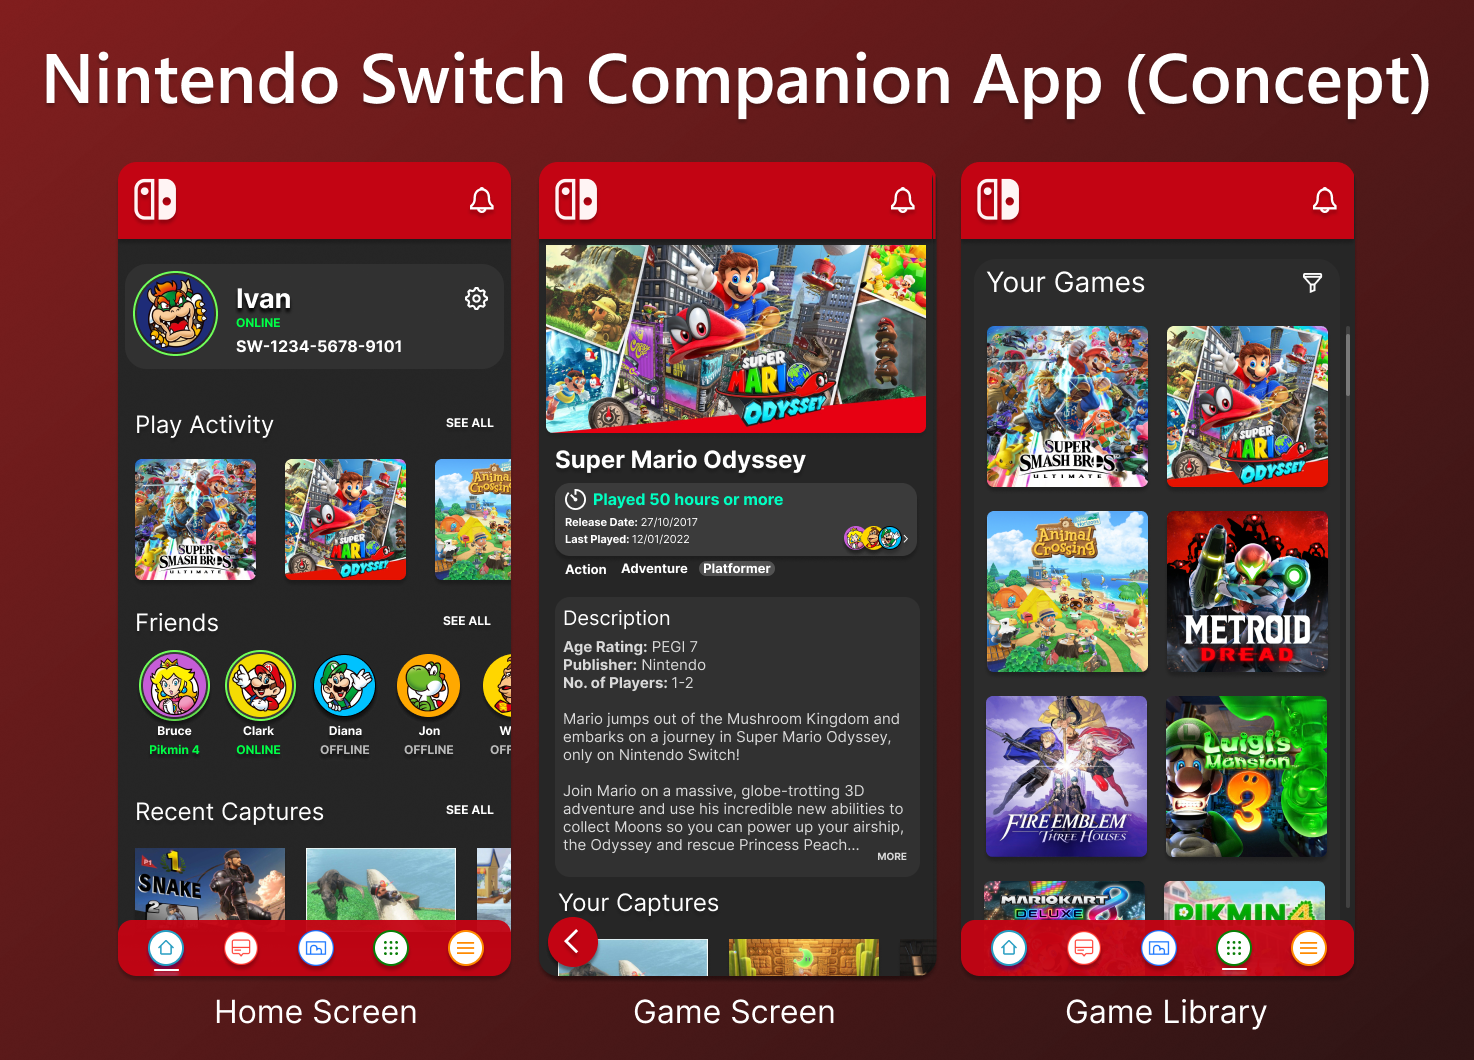 Nintendo Switch Companion App (Concept)
Ivan
ONLINE
SW-1234-5678-9101
Play Activity
SEE ALL
SUPER
SMASH BROS.
ULTIMATE
SUPER
MARIO
ODYSSEY
Animal
Crossing
Friends
SEE ALL
Bruce
Pikmin 4
Clark
ONLINE
Diana
OFFLINE
Jon
OFFLINE
W
OFF
Recent Captures
SEE ALL
1
SNAKE
2
Home Screen
SUPER
MARIO
ODYSSEY
Super Mario Odyssey
Played 50 hours or more
Release Date: 27/10/2017
Last Played: 12/01/2022
Action Adventure Platformer
Description
Age Rating: PEGI 7
Publisher: Nintendo
No. of Players: 1-2
Mario jumps out of the Mushroom Kingdom and
embarks on a journey in Super Mario Odyssey,
only on Nintendo Switch!
Join Mario on a massive, globe-trotting 3D
adventure and use his incredible new abilities to
collect Moons so you can power up your airship,
the Odyssey and rescue Princess Peach...
MORE
Your Captures
Game Screen
Your Games
SUPER
SMASH BROS.
ULTIMATE
SUPER
MARIO
ODYSSEY
Animal
Crossing
METROID
DREAD
FIRE EMBLEM
THREE HOUSES
Luigi's
Mansion
3
MARIOKART
DELUXE 8
PIKMIN 4
Game Library